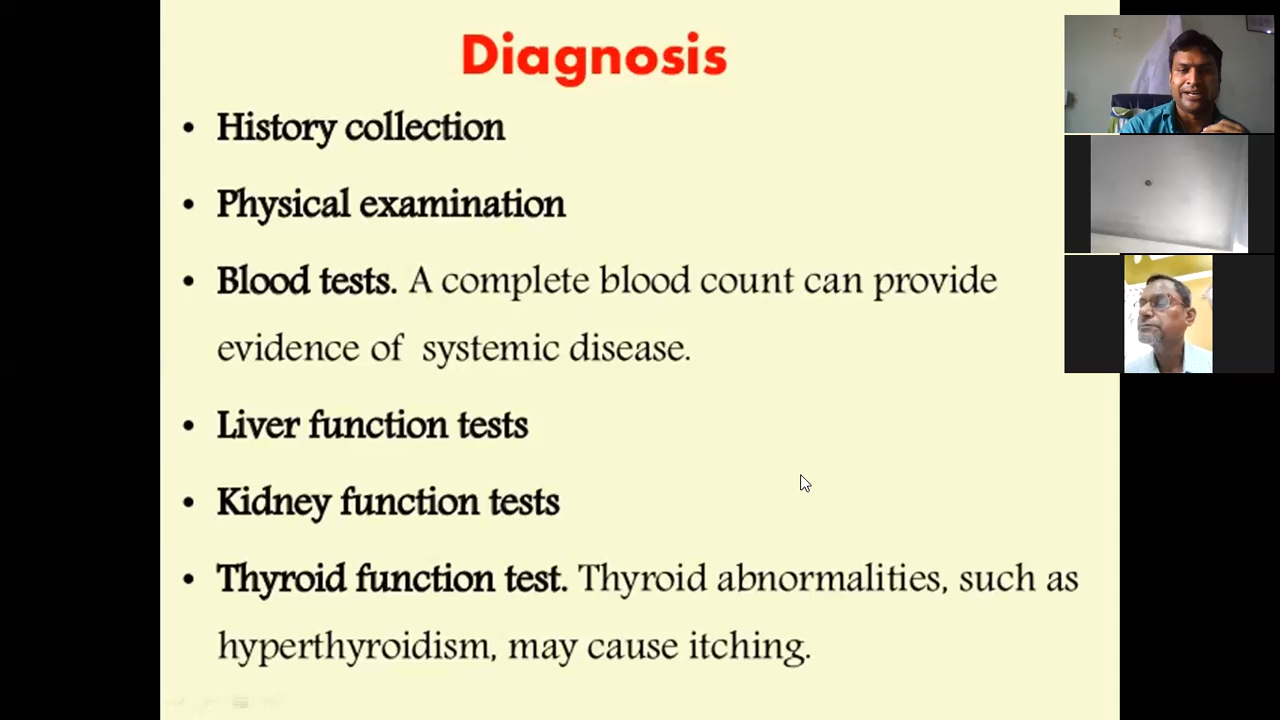 Diagnosis
• History collection
• Physical examination
• Blood tests. A complete blood count can provide
evidence of systemic disease.
• Liver function tests
• Kidney function tests
• Thyroid function test. Thyroid abnormalities, such as
hyperthyroidism, may cause itching.